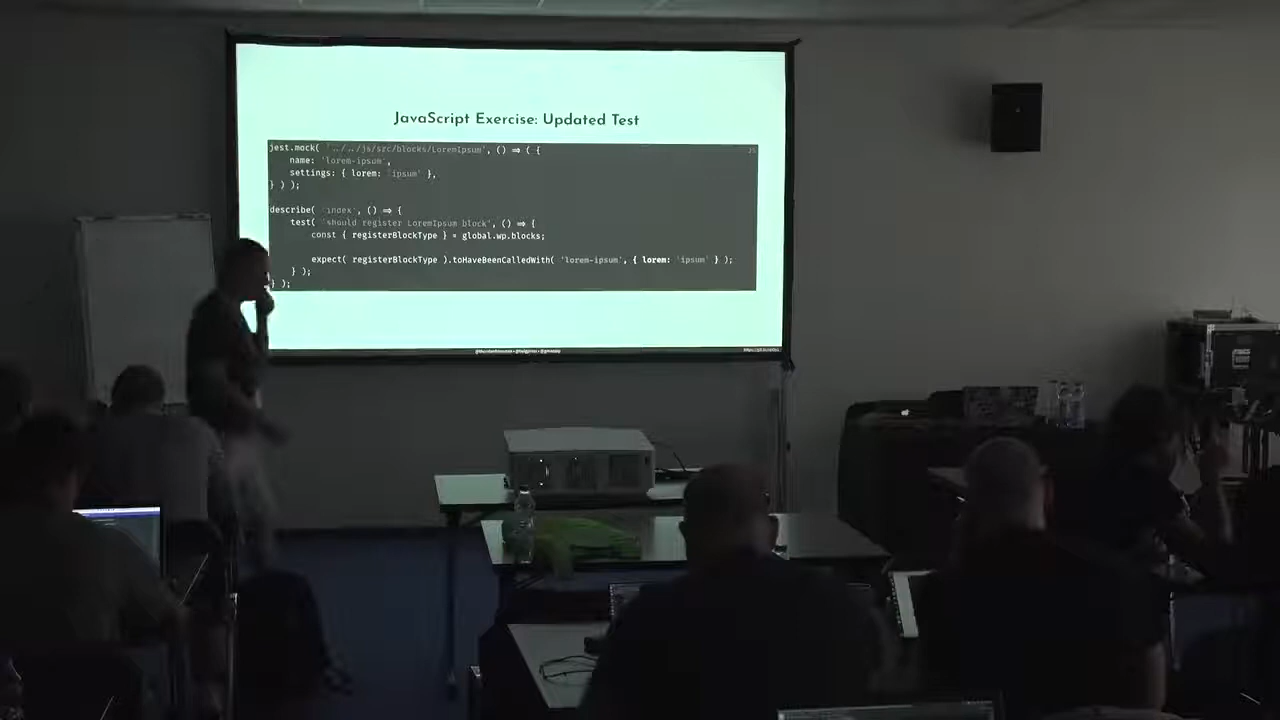 JavaScript Exercise: Updated Test
jest.mock( '../../js/src/blocks/LoremIpsum', () ⇒ ( {
JS
name: 'lorem-ipsum',
settings: { lorem: 'ipsum' },
} ) );
describe( 'index', () ⇒ {
test( 'should register LoremIpsum block', () ⇒ {
const { registerBlockType } = global.wp.blocks;
expect( registerBlockType ).toHaveBeenCalledWith( 'lorem-ipsum', { lorem: 'ipsum' } );
} );
} );